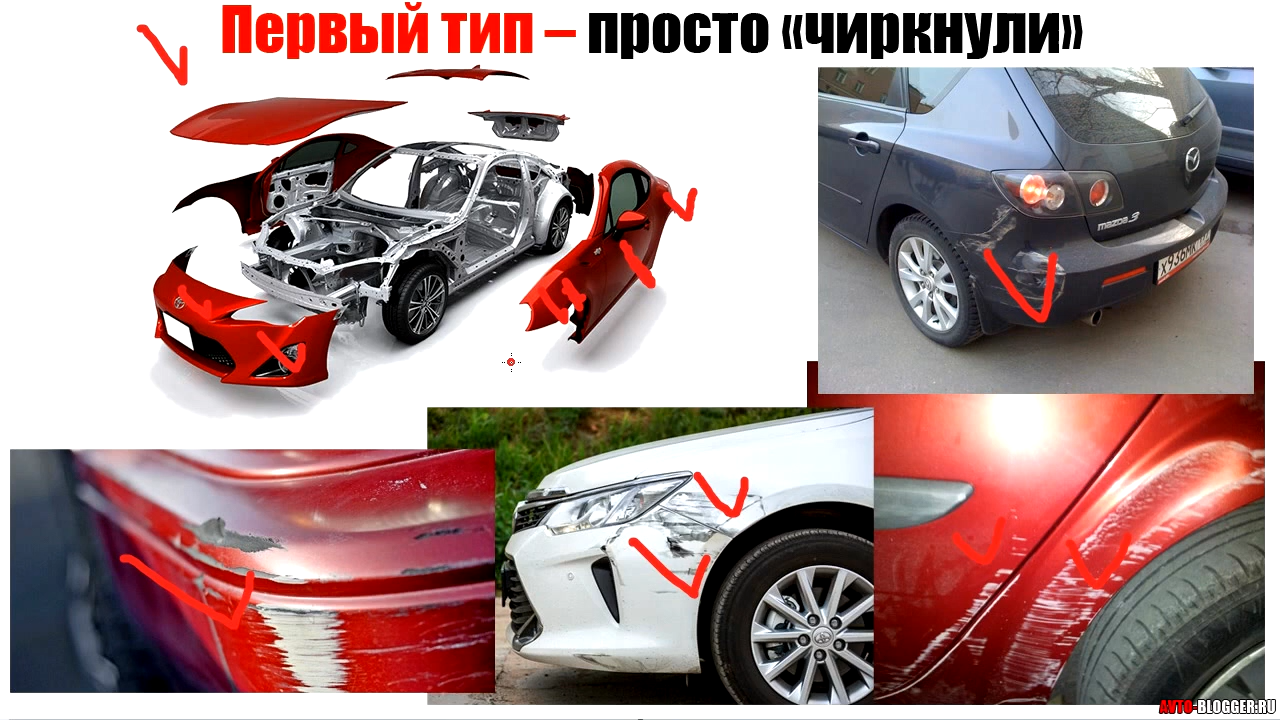 Первый тип – просто «чиркнули»
mazda 3
AVTO-BLOGGER.RU